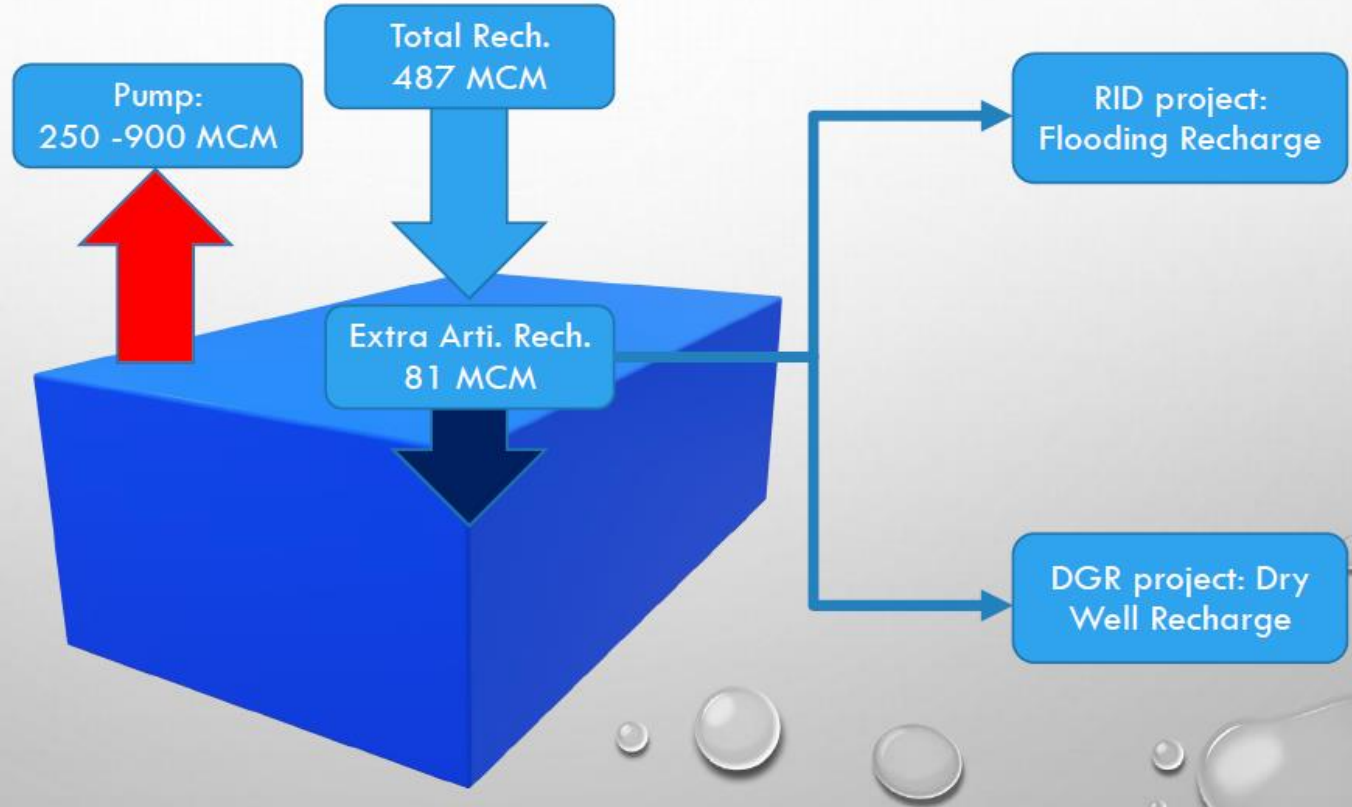 Total Rech.
487 MCM
Pump:
250 -900 MCM
RID project:
Flooding Recharge
Extra Arti. Rech.
81 MCM
DGR project: Dry
Well Recharge